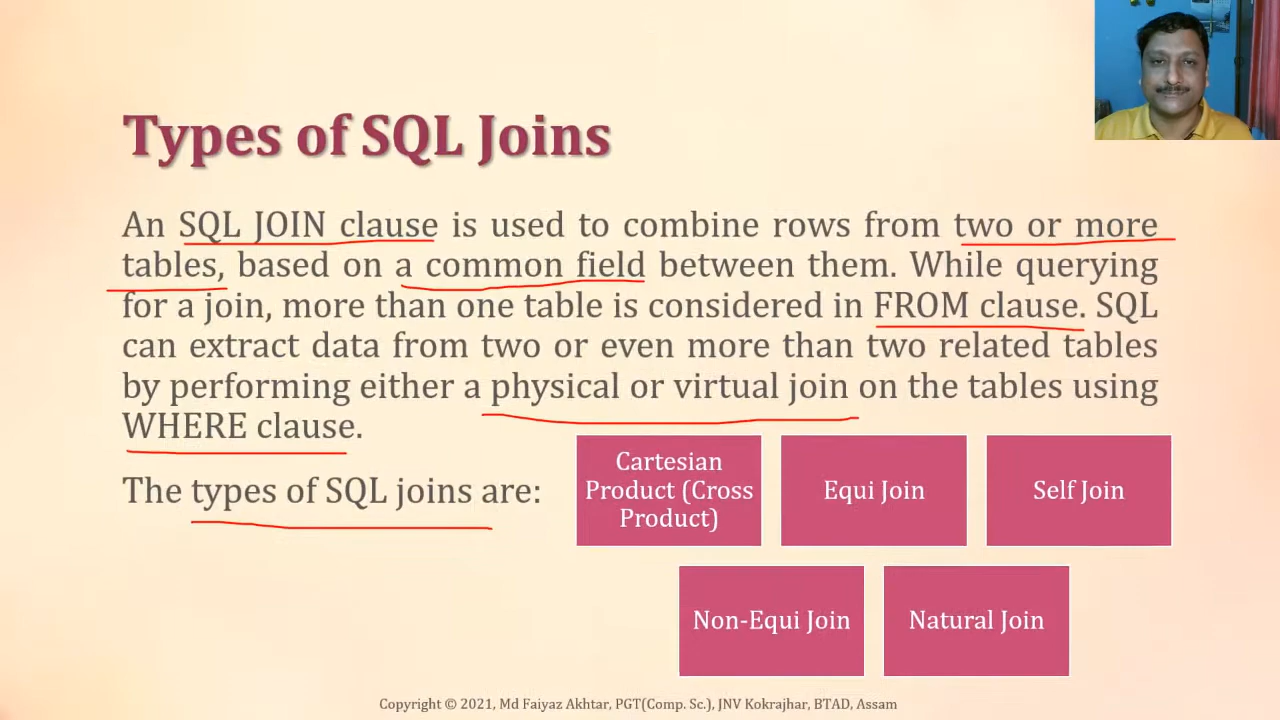 Types of SQL Joins
An SQL JOIN clause is used to combine rows from two or more
tables, based on a common field between them. While querying
for a join, more than one table is considered in FROM clause. SQL
can extract data from two or even more than two related tables
by performing either a physical or virtual join on the tables using
WHERE clause.
The types of SQL joins are:
Cartesian
Product (Cross
Product)
Equi Join
Self Join
Non-Equi Join
Natural Join
Copyright © 2021, Md Faiyaz Akhtar, PGT(Comp. Sc.), JNV Kokrajhar, BTAD, Assam